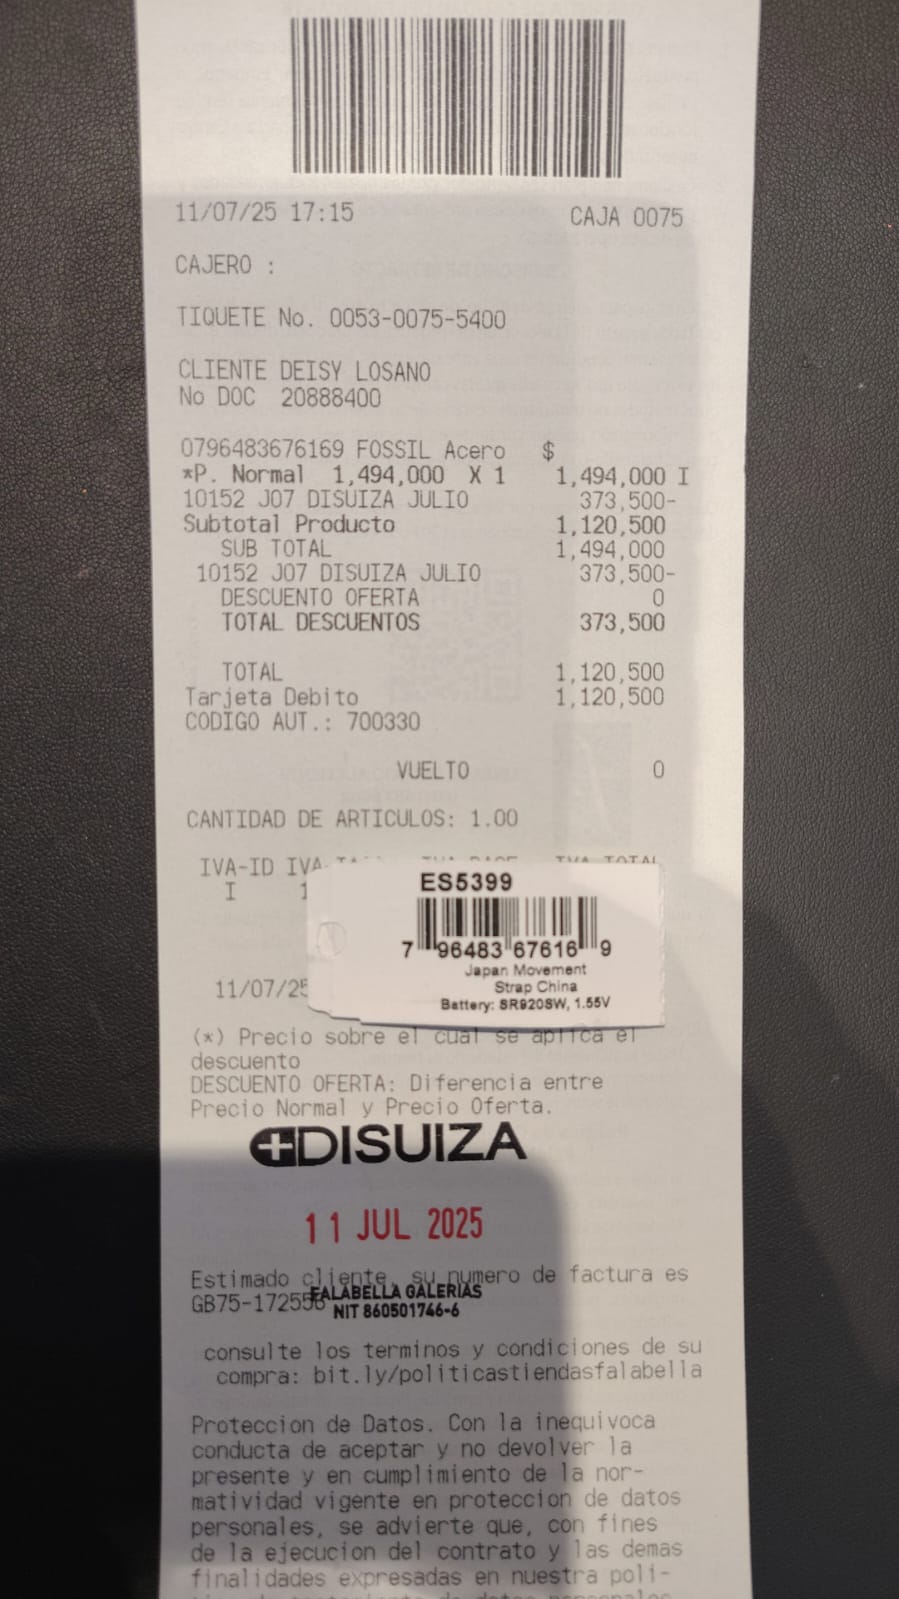 11/07/25 17:15 CAJA 0075
CAJERO :
TIQUETE No. 0053-0075-5400
CLIENTE DEISY LOSANO
No DOC 20888400
0796483676169 FOSSIL Acero $
*P. Normal 1,494,000 X 1 1,494,000 I
10152 J07 DISUIZA JULIO 373,500-
Subtotal Producto 1,120,500
SUB TOTAL 1,494,000
10152 J07 DISUIZA JULIO 373,500-
DESCUENTO OFERTA 0
TOTAL DESCUENTOS 373,500
TOTAL 1,120,500
Tarjeta Debito 1,120,500
CODIGO AUT.: 700330
VUELTO 0
CANTIDAD DE ARTICULOS: 1.00
IVA-ID IVA IVA TOTAL
I
ES5399
7 96483 67616 9
Japan Movement
Strap China
Battery: SR920SW, 1.55V
11/07/25
(*) Precio sobre el cual se aplica el
descuento
DESCUENTO OFERTA: Diferencia entre
Precio Normal y Precio Oferta.
DISUIZA
11 JUL 2025
Estimado cliente, su numero de factura es
FALABELLA GALERIAS
GB75-172556
NIT 860501746-6
consulte los terminos y condiciones de su
compra: bit.ly/politicastiendasfalabella
Proteccion de Datos. Con la inequivoca
conducta de aceptar y no devolver la
presente y en cumplimiento de la nor-
matividad vigente en proteccion de datos
personales, se advierte que, con fines
de la ejecucion del contrato y las demas
finalidades expresadas en nuestra poli-